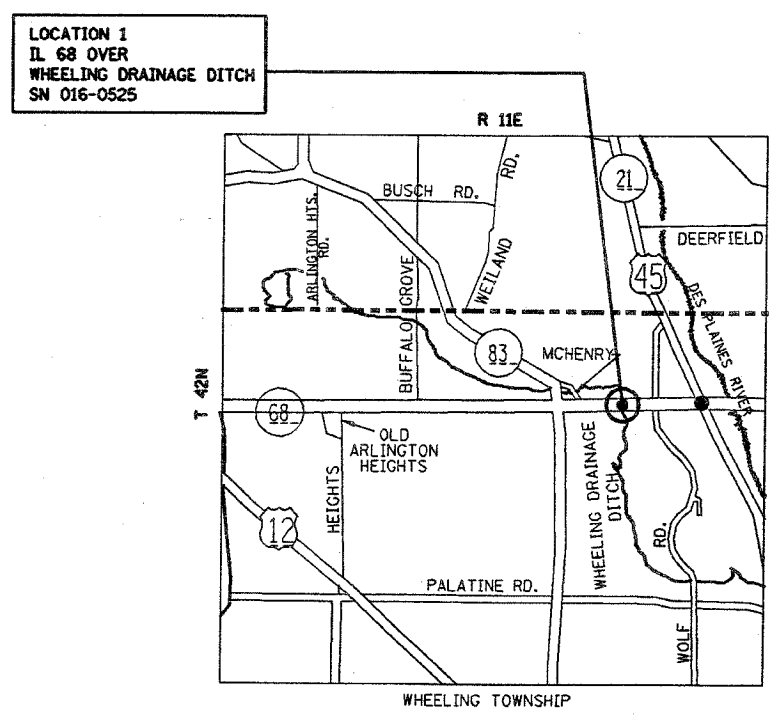 LOCATION 1
IL 68 OVER
WHEELING DRAINAGE DITCH
SN 016-0525
R 11E
21
BUSCH RD.
RD.
ARLINGTON HTS.
RD.
DEERFIELD
WEILAND
45
BUFFALO GROVE
DES PLAINES RIVER
83
MCHENRY
T 42N
68
OLD
ARLINGTON
HEIGHTS
HEIGHTS
WHEELING DRAINAGE
DITCH
12
RD.
PALATINE RD.
WOLF
WHEELING TOWNSHIP